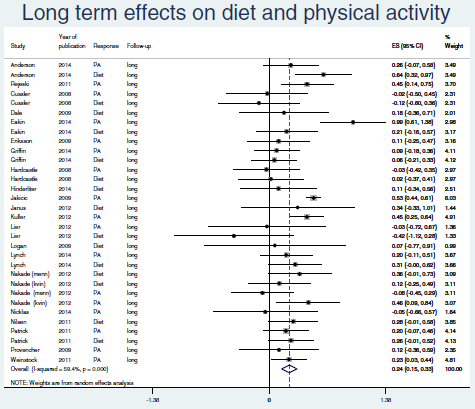 Long term effects on diet and physical activity
Year of %
Study publication Response Follow-up ES (95% CI) Weight
Anderson 2014 PA long 0.26 (-0.07, 0.58) 3.49
Anderson 2014 Diet long 0.64 (0.32, 0.97) 3.49
Rejeski 2011 PA long 0.45 (0.14, 0.75) 3.70
Cussler 2008 PA long -0.02 (-0.50, 0.45) 2.31
Cussler 2008 Diet long -0.12 (-0.60, 0.36) 2.31
Dale 2009 Diet long 0.18 (-0.36, 0.71) 2.01
Eakin 2014 PA long 0.99 (0.61, 1.38) 2.98
Eakin 2014 Diet long 0.21 (-0.16, 0.57) 3.17
Eriksson 2009 PA long 0.11 (-0.25, 0.47) 3.16
Griffin 2014 PA long 0.09 (-0.18, 0.36) 4.11
Griffin 2014 Diet long 0.06 (-0.21, 0.33) 4.12
Hardcastle 2008 PA long -0.03 (-0.42, 0.35) 2.97
Hardcastle 2008 Diet long 0.02 (-0.37, 0.41) 2.97
Hinderliter 2014 Diet long 0.11 (-0.34, 0.56) 2.51
Jakicic 2009 PA long 0.53 (0.44, 0.61) 6.03
Janus 2012 Diet long 0.34 (-0.33, 1.01) 1.44
Kuller 2012 PA long 0.45 (0.25, 0.64) 4.91
Lier 2012 PA long -0.03 (-0.72, 0.67) 1.36
Lier 2012 Diet long -0.42 (-1.12, 0.28) 1.33
Logan 2009 Diet long 0.07 (-0.77, 0.91) 0.99
Lynch 2014 PA long 0.20 (-0.11, 0.51) 3.67
Lynch 2014 Diet long 0.31 (-0.00, 0.62) 3.66
Nakade (menn) 2012 Diet long 0.36 (-0.01, 0.73) 3.09
Nakade (kvin) 2012 Diet long 0.12 (-0.25, 0.49) 3.11
Nakade (menn) 2012 PA long -0.08 (-0.45, 0.29) 3.11
Nakade (kvin) 2012 PA long 0.46 (0.09, 0.84) 3.07
Nicklas 2014 PA long -0.05 (-0.66, 0.57) 1.64
Nilsen 2011 Diet long 0.28 (-0.01, 0.58) 3.85
Patrick 2011 PA long 0.20 (-0.07, 0.46) 4.14
Patrick 2011 Diet long 0.26 (-0.01, 0.52) 4.13
Provencher 2009 PA long 0.12 (-0.36, 0.59) 2.35
Weinstock 2011 PA long 0.23 (0.03, 0.44) 4.81
Overall (I-squared = 59.4%, p = 0.000) 0.24 (0.15, 0.33) 100.00
NOTE: Weights are from random effects analysis
-1.38 0 1.38